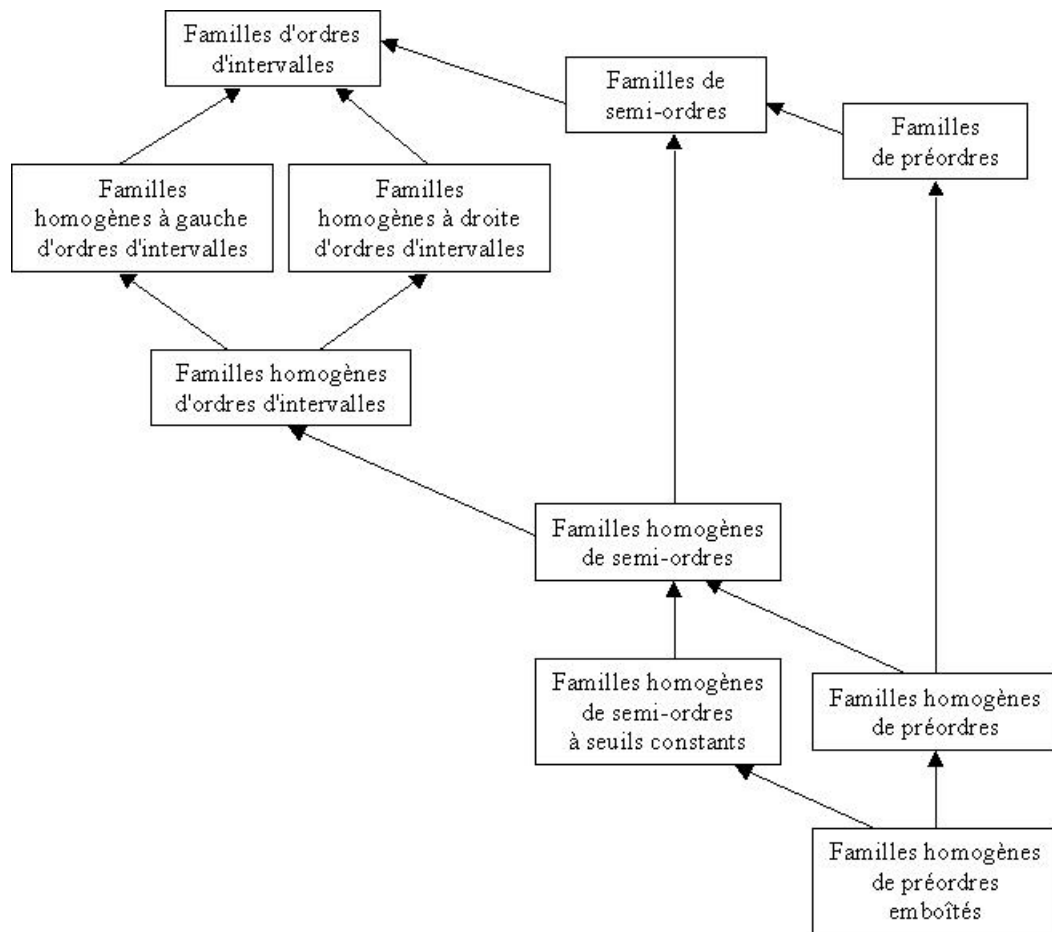 Familles d'ordres
d'intervalles
Familles de
semi-ordres
Familles
de préordres
Familles
homogènes à gauche
d'ordres d'intervalles
Familles
homogènes à droite
d'ordres d'intervalles
Familles homogènes
d'ordres d'intervalles
Familles homogènes
de semi-ordres
Familles homogènes
de semi-ordres
à seuils constants
Familles homogènes
de préordres
Familles homogènes
de préordres
emboîtés